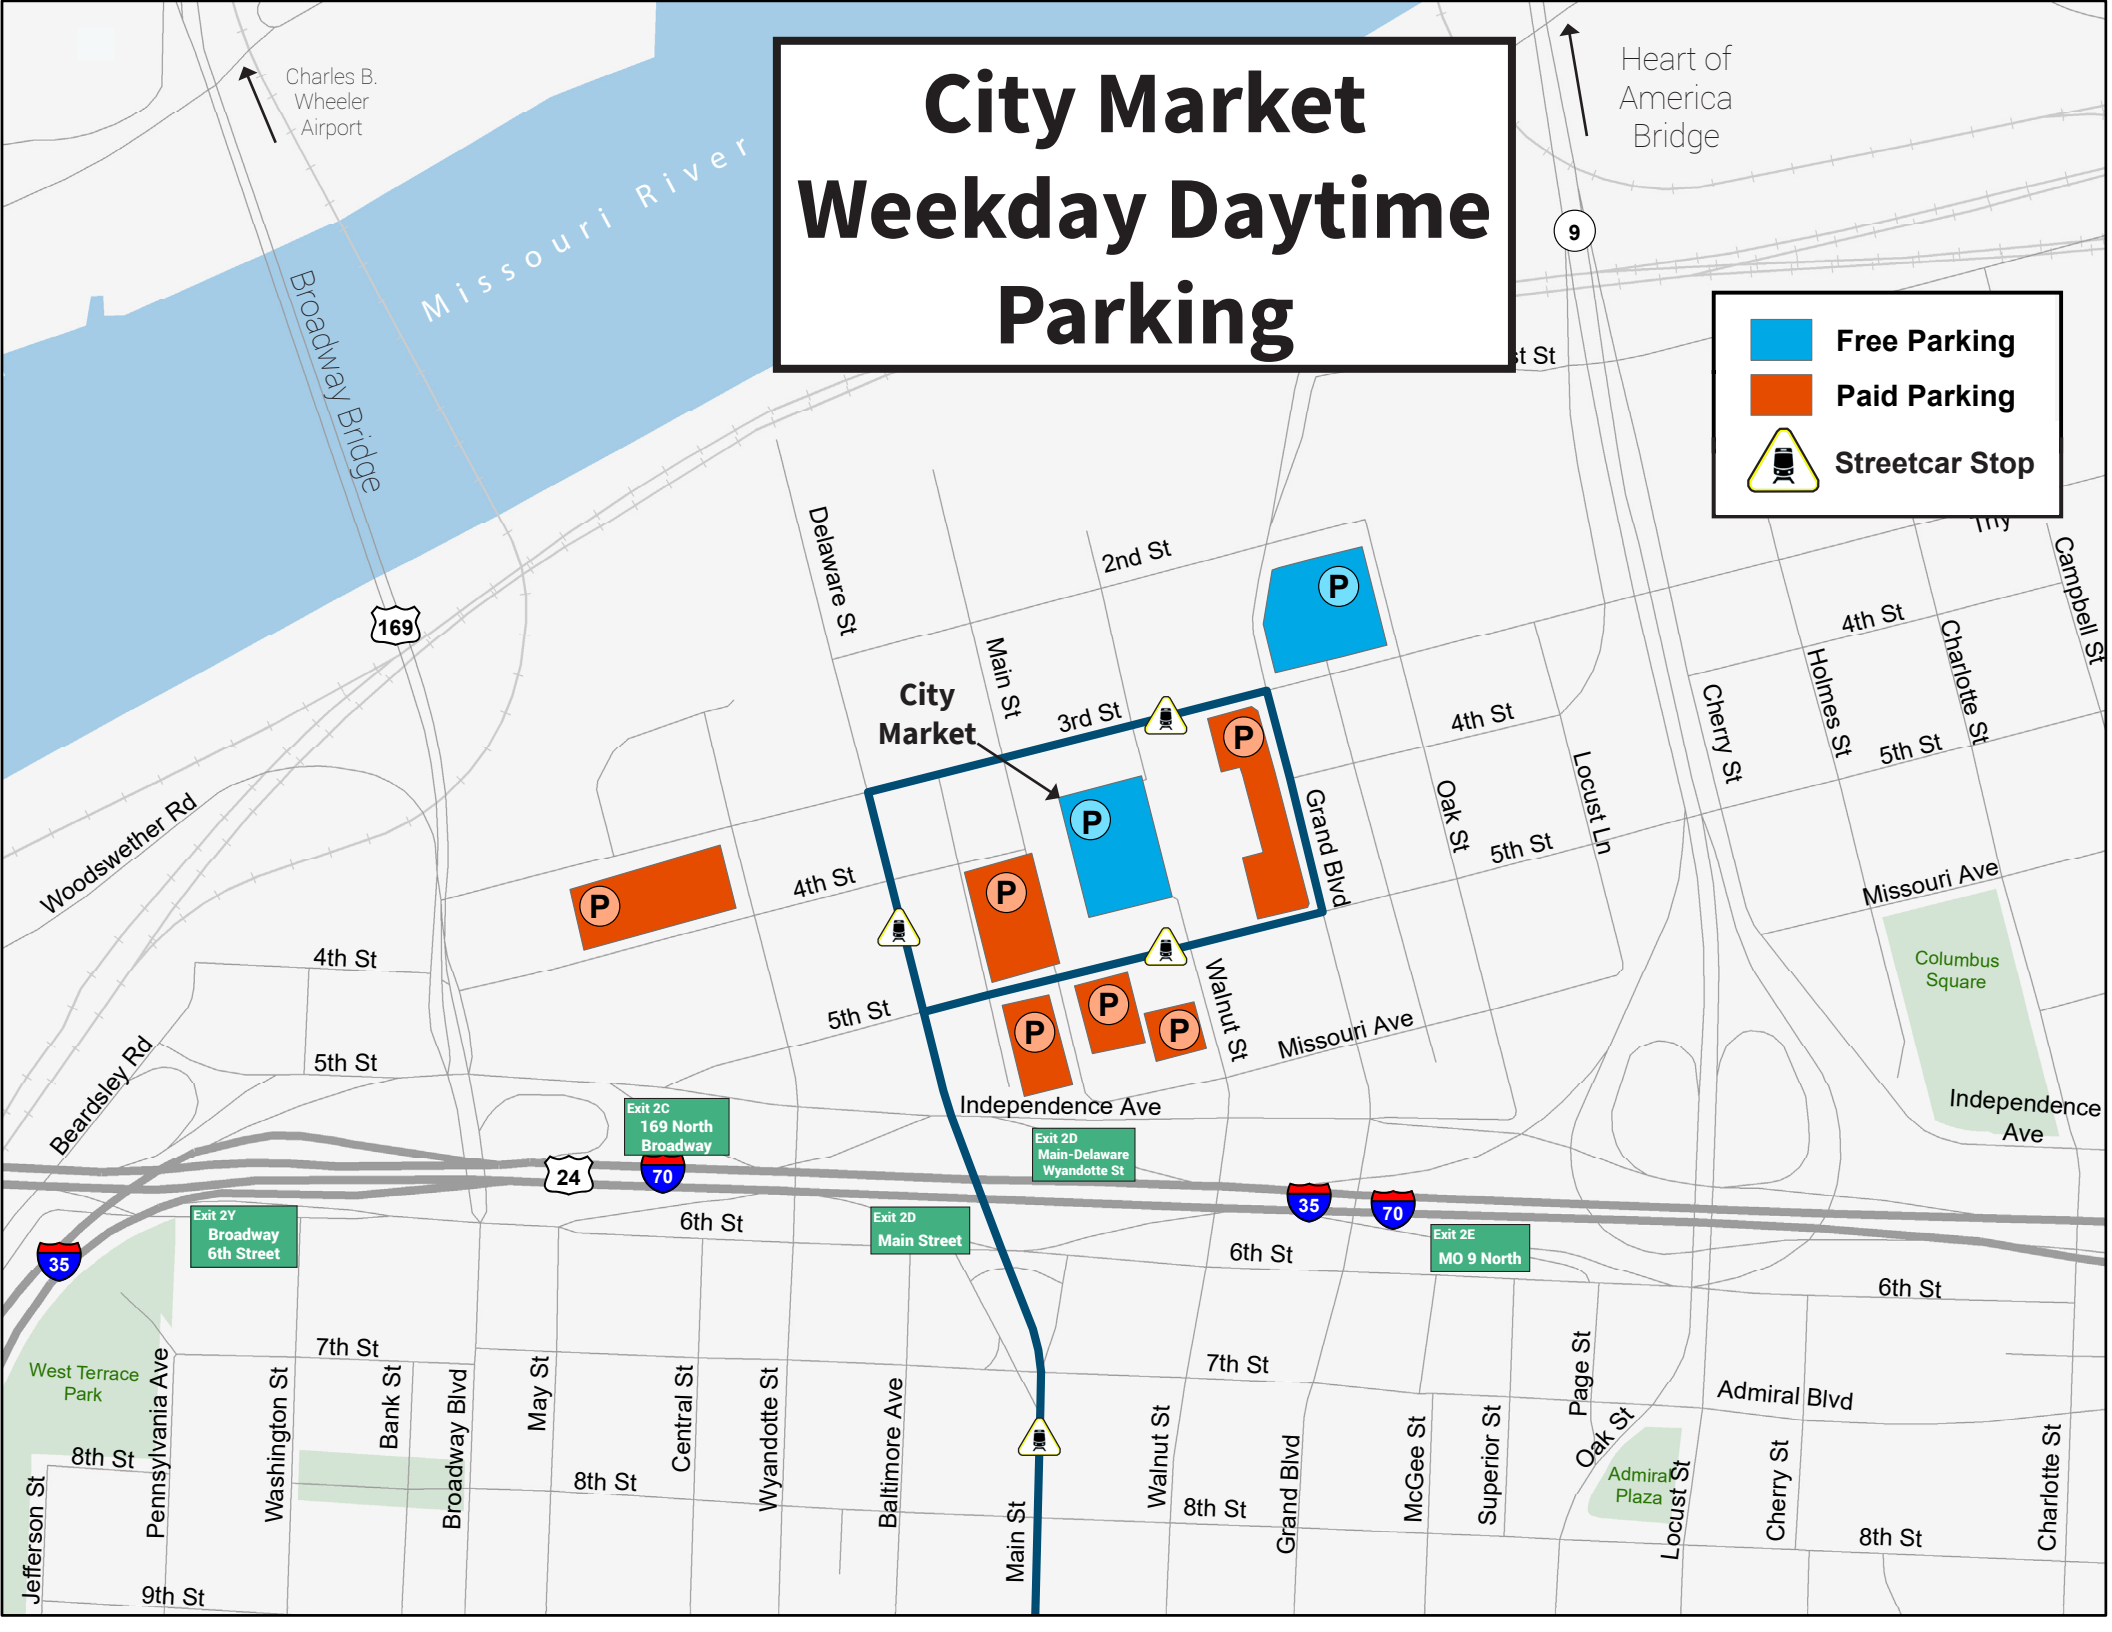 City Market
Weekday Daytime
Parking
Charles B.
Wheeler
Airport
Heart of
America
Bridge
Missouri River
Broadway Bridge
9
st St
Free Parking
Paid Parking
Streetcar Stop
169
Delaware St
2nd St
P
Main St
City
Market
3rd St
P
P
P
P
P
P
P
P
4th St
4th St
4th St
4th St
Campbell St
Charlotte St
Holmes St
Cherry St
5th St
Locust Ln
Oak St
Grand Blvd
5th St
Woodswether Rd
Missouri Ave
Columbus
Square
5th St
Walnut St
Missouri Ave
Beardsley Rd
5th St
Independence Ave
Independence
Ave
Exit 2C
169 North
Broadway
Exit 2D
Main-Delaware
Wyandotte St
24
70
35
70
Exit 2Y
Broadway
6th Street
6th St
Exit 2D
Main Street
6th St
Exit 2E
MO 9 North
35
6th St
7th St
7th St
West Terrace
Park
Pennsylvania Ave
Washington St
Bank St
Broadway Blvd
May St
Central St
Wyandotte St
Baltimore Ave
Main St
Walnut St
Grand Blvd
McGee St
Superior St
Page St
Oak St
Admiral Blvd
Admiral
Plaza
Locust St
Cherry St
Charlotte St
8th St
8th St
8th St
8th St
Jefferson St
9th St